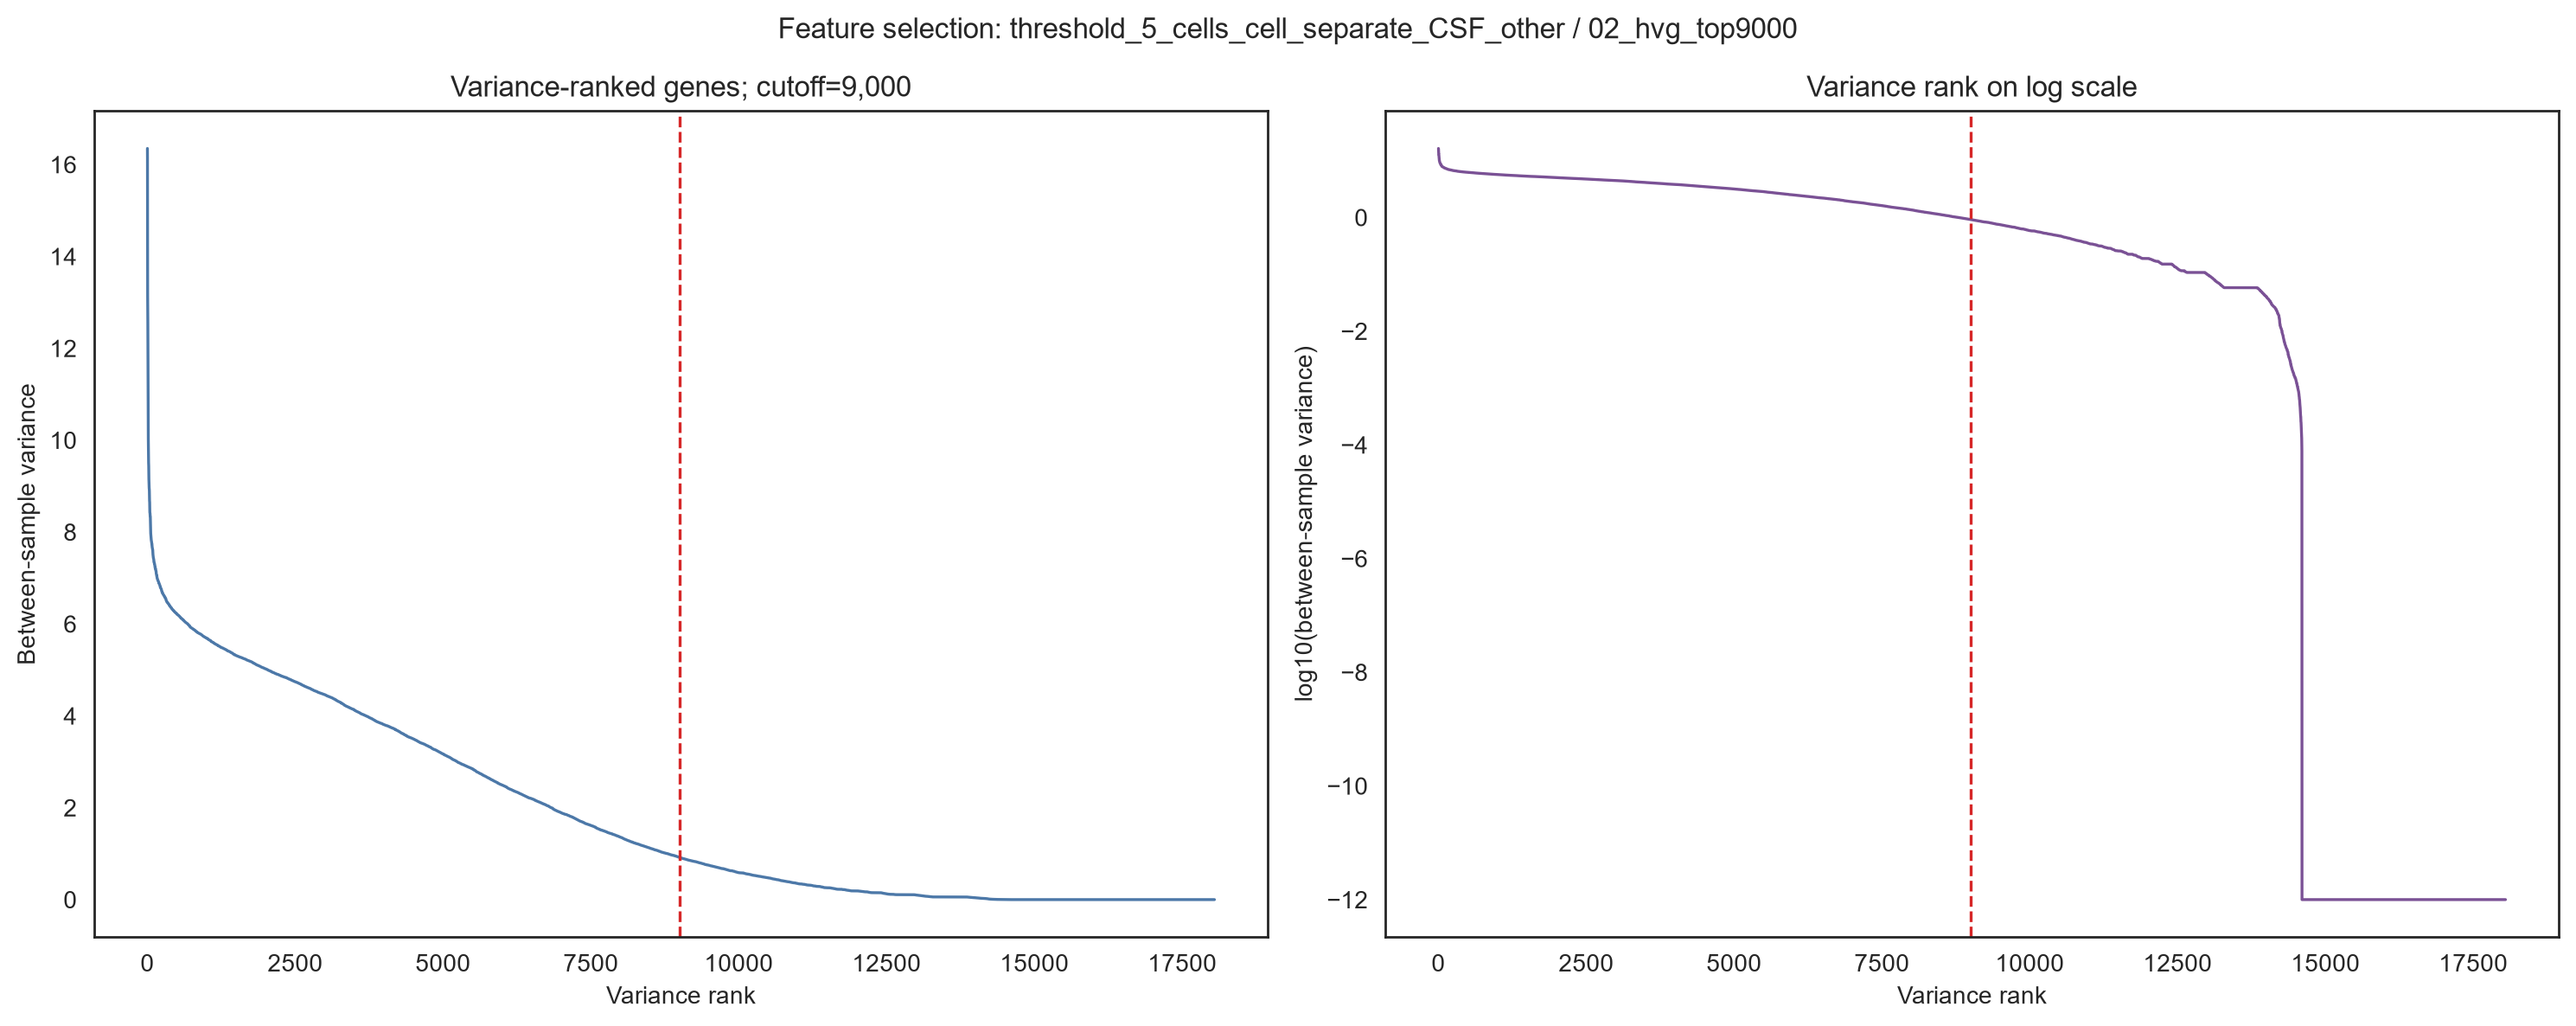 Feature selection: threshold_5_cells_cell_separate_CSF_other / 02_hvg_top9000
Variance-ranked genes; cutoff=9,000
Between-sample variance
16
14
12
10
8
6
4
2
0
0 2500 5000 7500 10000 12500 15000 17500
Variance rank
Variance rank on log scale
log10(between-sample variance)
0
−2
−4
−6
−8
−10
−12
0 2500 5000 7500 10000 12500 15000 17500
Variance rank